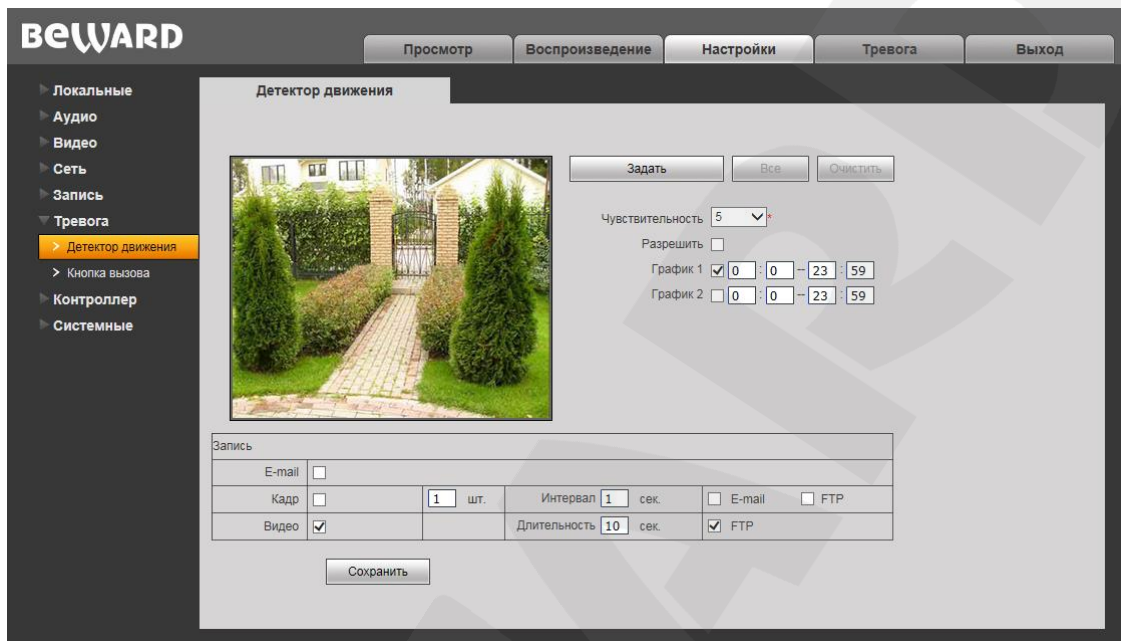 BEWARD
Просмотр Воспроизведение Настройки Тревога Выход
Локальные
Аудио
Видео
Сеть
Запись
Тревога
Детектор движения
Кнопка вызова
Контроллер
Системные
Детектор движения
Задать Все Очистить
Чувствительность 5 *
Разрешить
График 1 0 : 0 -- 23 : 59
График 2 0 : 0 -- 23 : 59
Запись
E-mail
Кадр 1 шт. Интервал 1 сек. E-mail FTP
Видео Длительность 10 сек. FTP
Сохранить